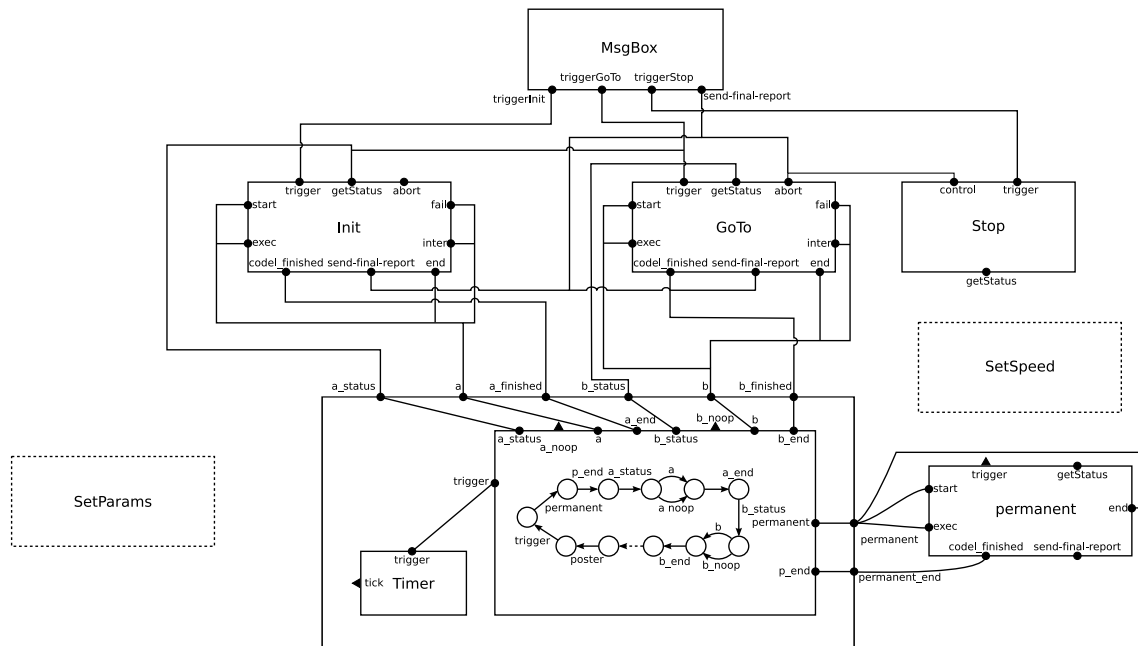 MsgBox
triggerGoTo triggerStop
triggerInit
send-final-report
trigger getStatus abort
start fail
Init
exec inter
codel_finished send-final-report end
trigger getStatus abort
start fail
GoTo
exec inter
codel_finished send-final-report end
control trigger
Stop
getStatus
SetSpeed
a_status a a_finished b_status b b_finished
a_end b_noop b
a_status a_noop a b_status b_end
SetParams
trigger
p_end a_status a a_end
permanent a noop b_status
trigger b
poster b_end b_noop
permanent
p_end
trigger
tick Timer
permanent
permanent_end
trigger getStatus
start
permanent end
exec
codel_finished send-final-report